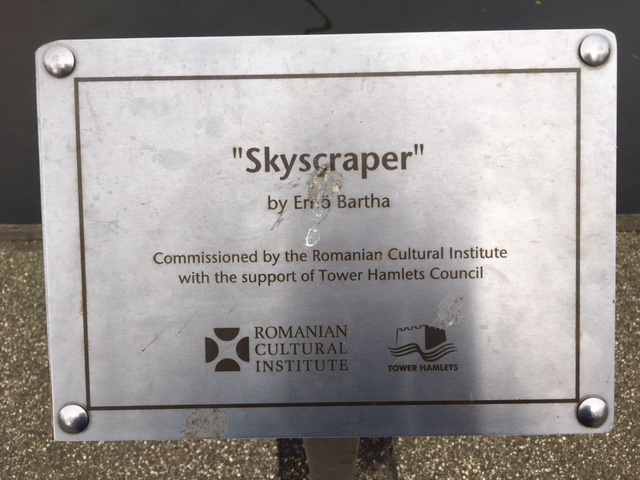 "Skyscraper"
by Ernö Bartha
Commissioned by the Romanian Cultural Institute
with the support of Tower Hamlets Council
ROMANIAN
CULTURAL
INSTITUTE
TOWER HAMLETS